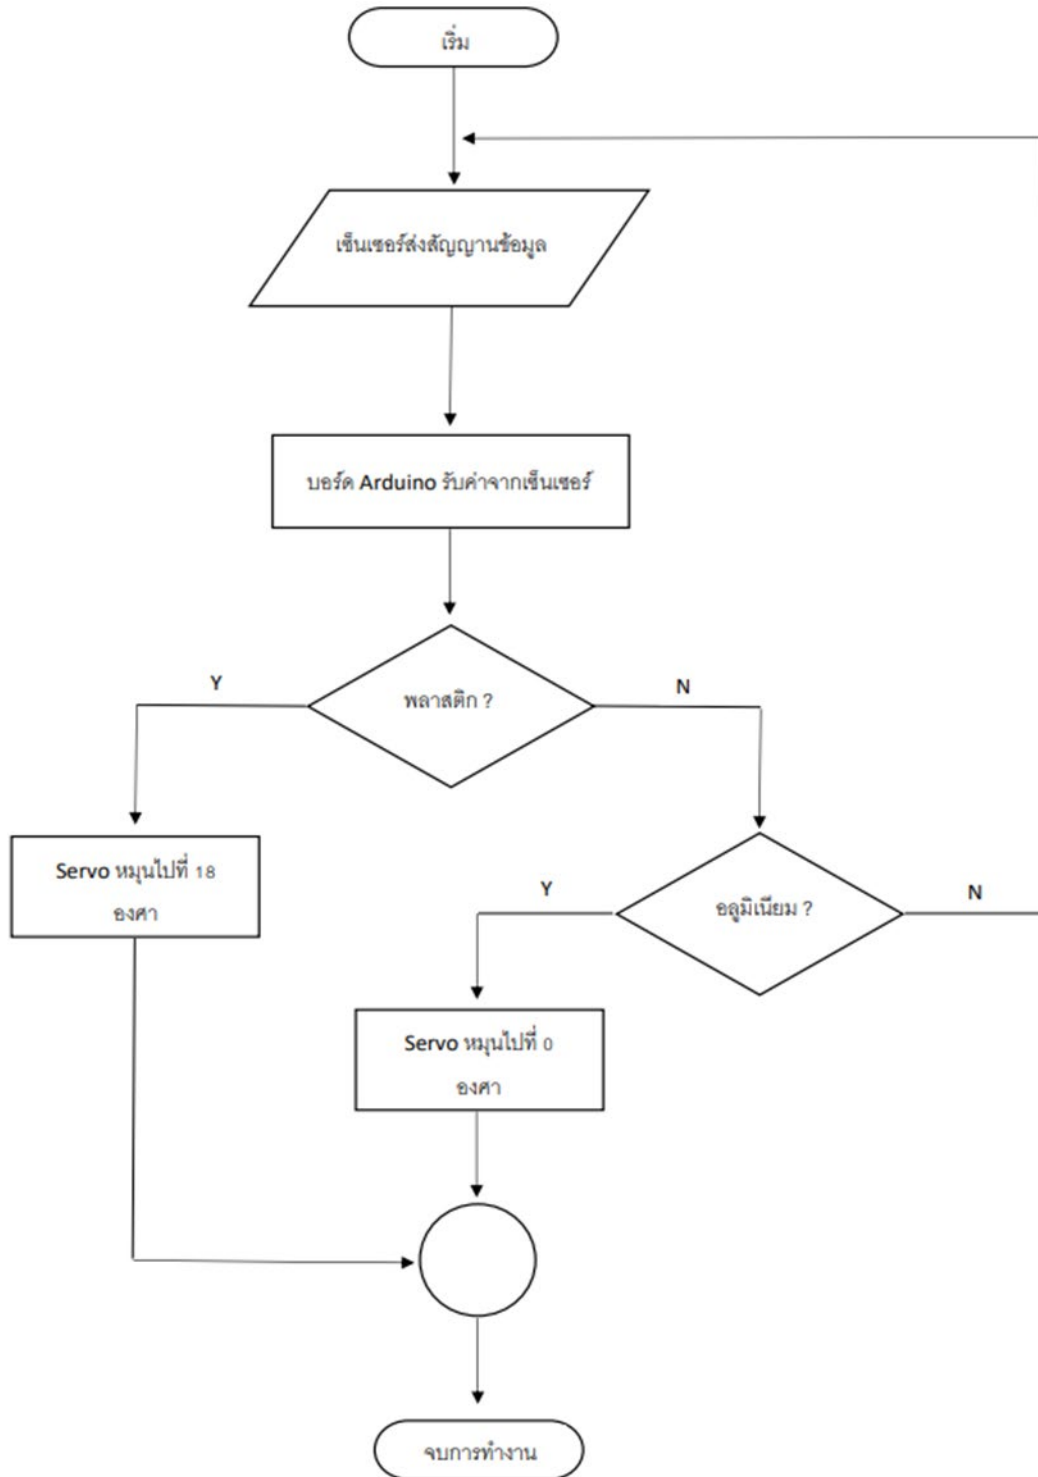 เริ่ม
เซ็นเซอร์ส่งสัญญานข้อมูล
บอร์ด Arduino รับค่าจากเซ็นเซอร์
พลาสติก ?
Y
N
Servo หมุนไปที่ 18
องศา
อลูมิเนียม ?
Y
N
Servo หมุนไปที่ 0
องศา
จบการทำงาน